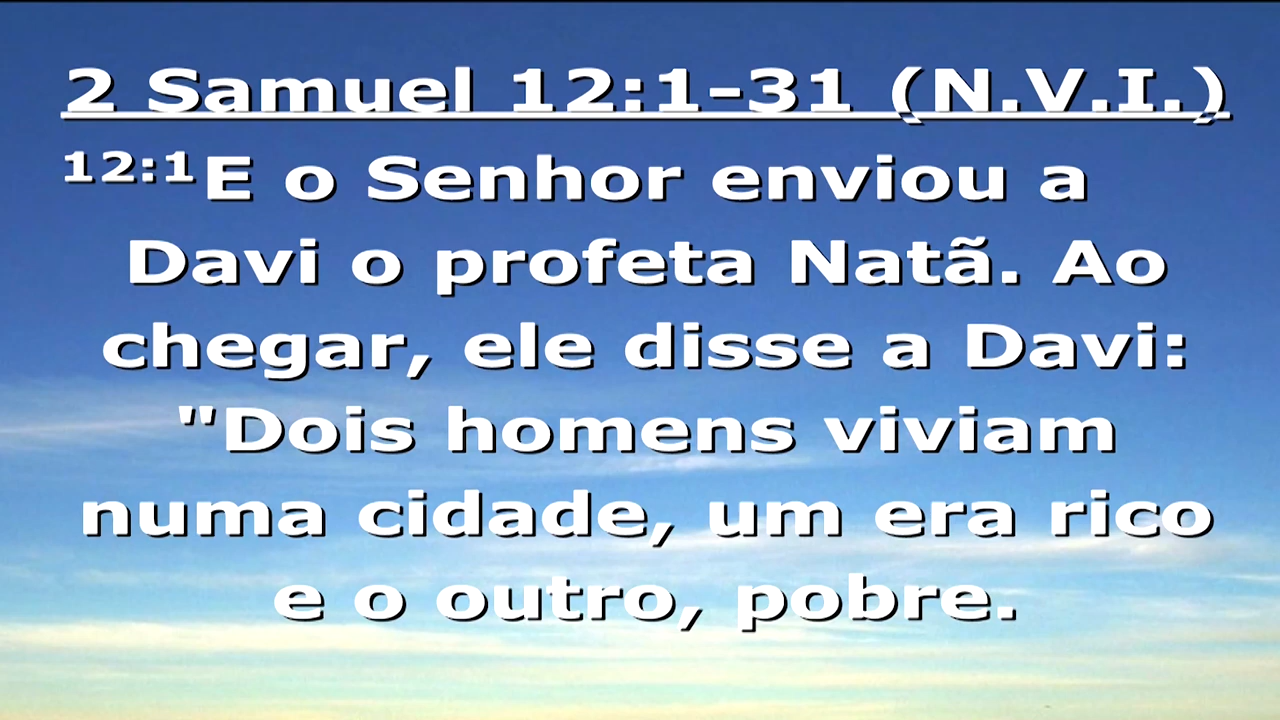 2 Samuel 12:1-31 (N.V.I.)
12:1E o Senhor enviou a
Davi o profeta Natã. Ao
chegar, ele disse a Davi:
"Dois homens viviam
numa cidade, um era rico
e o outro, pobre.